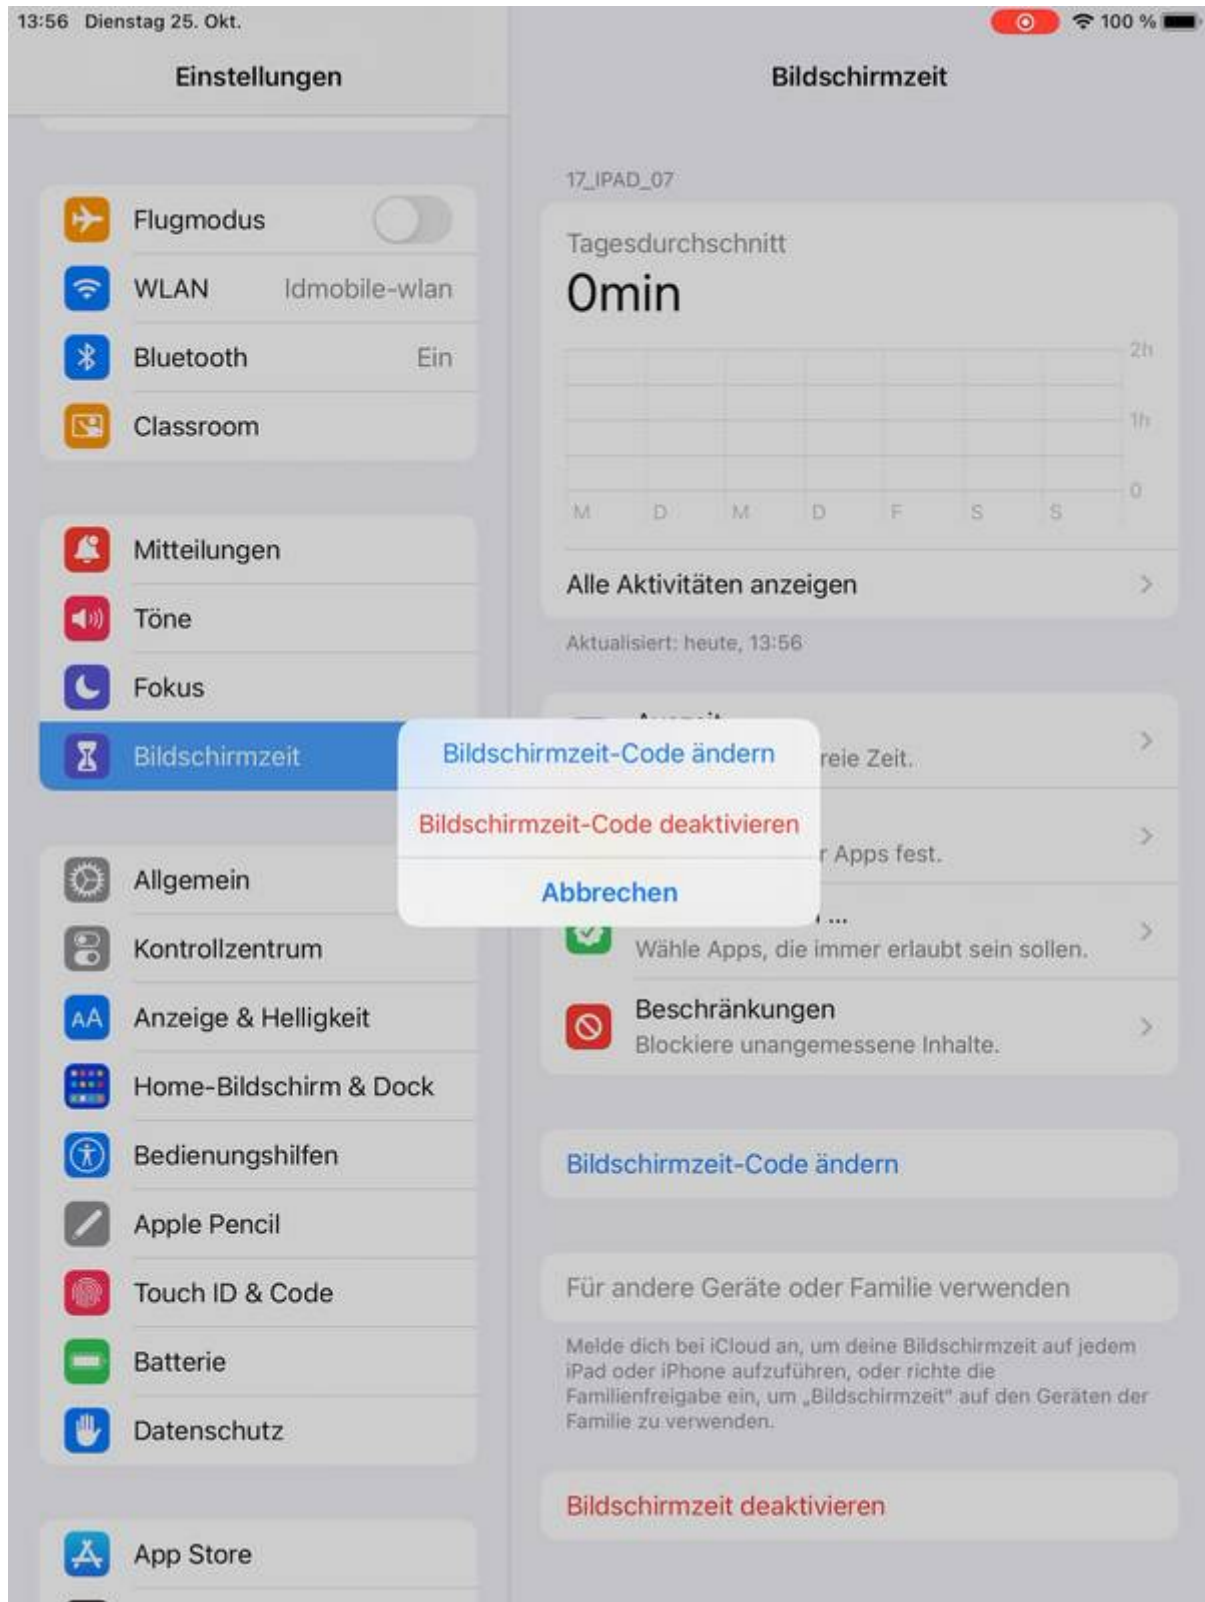 13:56 Dienstag 25. Okt.
100 %
Einstellungen
Flugmodus
WLAN ldmobile-wlan
Bluetooth Ein
Classroom
Mitteilungen
Töne
Fokus
Bildschirmzeit
Allgemein
Kontrollzentrum
AA Anzeige & Helligkeit
Home-Bildschirm & Dock
Bedienungshilfen
Apple Pencil
Touch ID & Code
Batterie
Datenschutz
App Store
Bildschirmzeit
17_IPAD_07
Tagesdurchschnitt
0min
2h
1h
0
M D M D F S S
Alle Aktivitäten anzeigen
Aktualisiert: heute, 13:56
reie Zeit.
r Apps fest.
...
Wähle Apps, die immer erlaubt sein sollen.
Beschränkungen
Blockiere unangemessene Inhalte.
Bildschirmzeit-Code ändern
Für andere Geräte oder Familie verwenden
Melde dich bei iCloud an, um deine Bildschirmzeit auf jedem
iPad oder iPhone aufzuführen, oder richte die
Familienfreigabe ein, um „Bildschirmzeit“ auf den Geräten der
Familie zu verwenden.
Bildschirmzeit deaktivieren
Bildschirmzeit-Code ändern
Bildschirmzeit-Code deaktivieren
Abbrechen